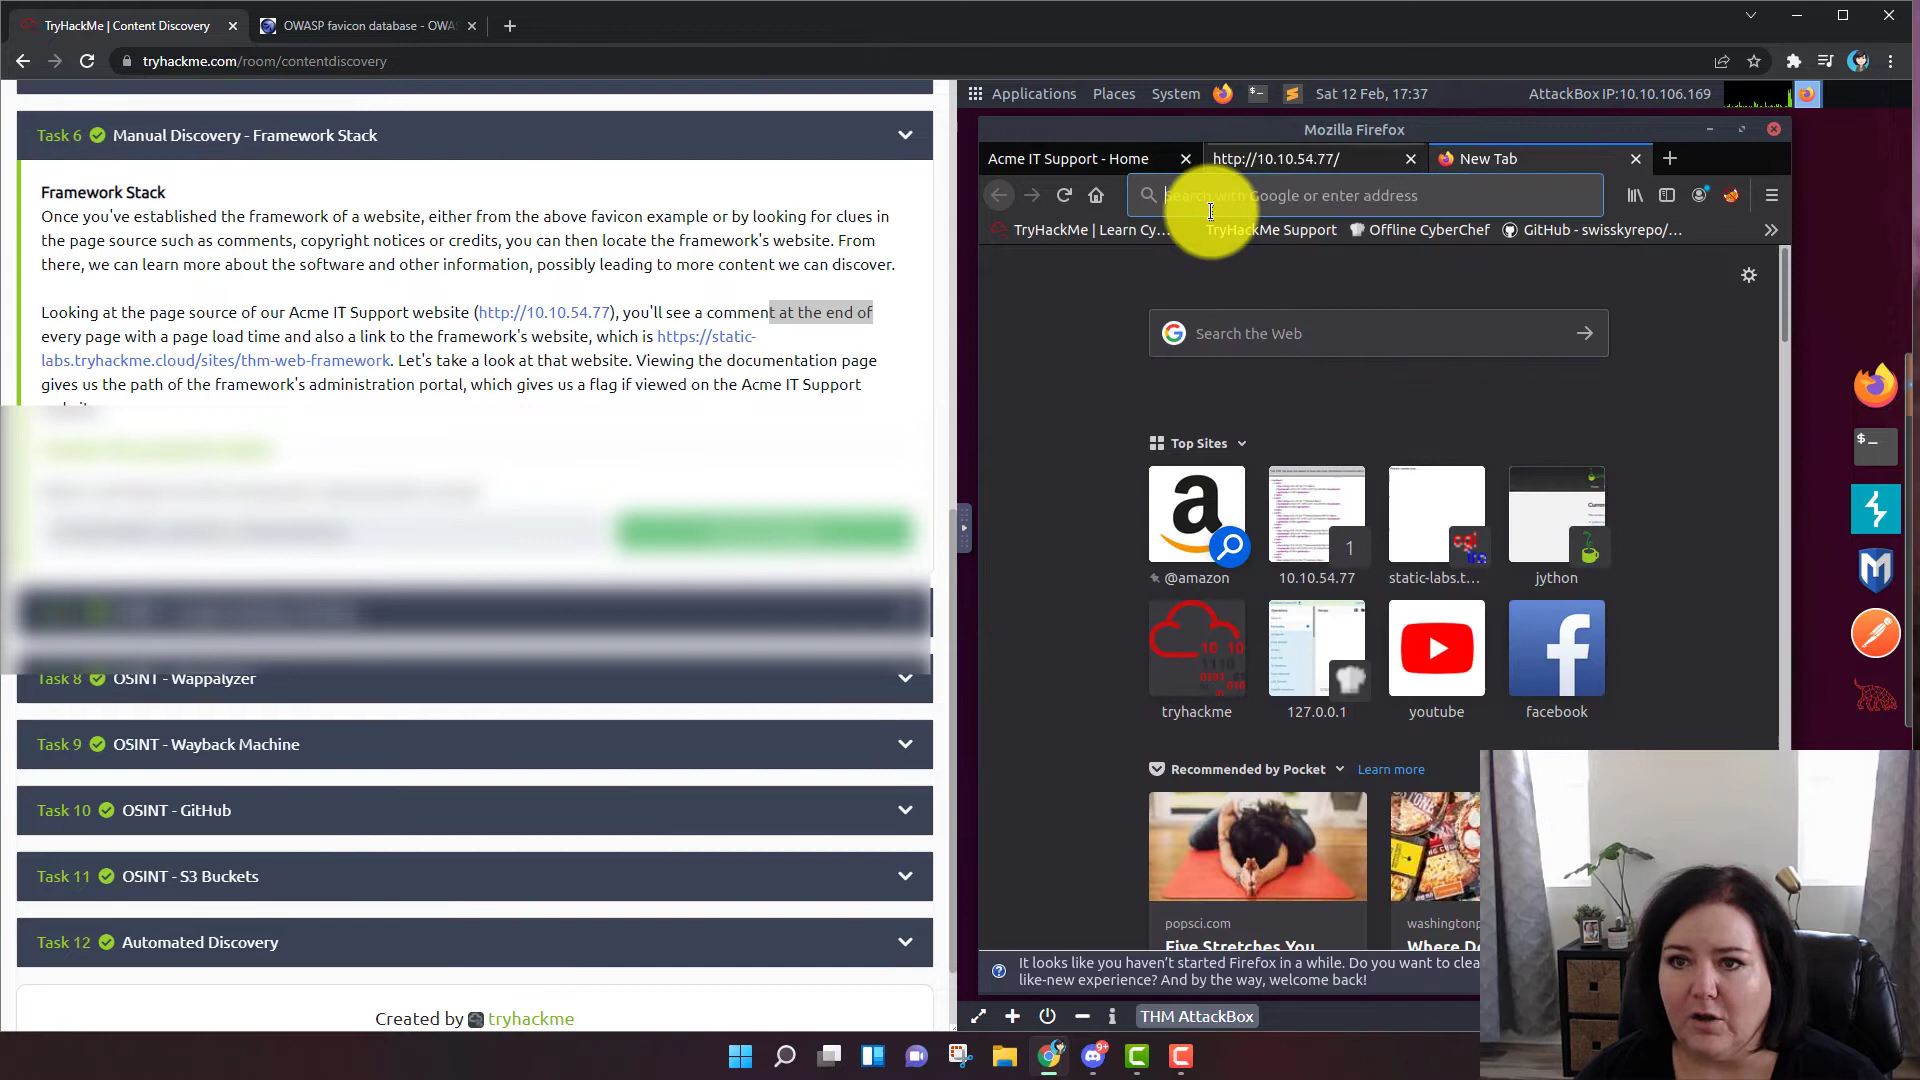 TryHackMe | Content Discovery
OWASP favicon database - OWA
tryhackme.com/room/contentdiscovery
Task 6 Manual Discovery - Framework Stack
Framework Stack
Once you've established the framework of a website, either from the above favicon example or by looking for clues in
the page source such as comments, copyright notices or credits, you can then locate the framework's website. From
there, we can learn more about the software and other information, possibly leading to more content we can discover.
Looking at the page source of our Acme IT Support website (http://10.10.54.77), you'll see a comment at the end of
every page with a page load time and also a link to the framework's website, which is https://static-
labs.tryhackme.cloud/sites/thm-web-framework. Let's take a look at that website. Viewing the documentation page
gives us the path of the framework's administration portal, which gives us a flag if viewed on the Acme IT Support
Task 8 OSINT - Wappalyzer
Task 9 OSINT - Wayback Machine
Task 10 OSINT - GitHub
Task 11 OSINT - S3 Buckets
Task 12 Automated Discovery
Created by tryhackme
Applications Places System Sat 12 Feb, 17:37 AttackBox IP:10.10.106.169
Mozilla Firefox
Acme IT Support - Home
http://10.10.54.77/
New Tab
Search with Google or enter address
TryHackMe | Learn Cy... TryHackMe Support Offline CyberChef GitHub - swisskyrepo/...
Search the Web
Top Sites
1
cgi
@amazon 10.10.54.77 static-labs.t... jython
tryhackme 127.0.0.1 youtube facebook
Recommended by Pocket Learn more
popsci.com
Five Stretches You
washingtonp
Where Do
It looks like you haven't started Firefox in a while. Do you want to clea
like-new experience? And by the way, welcome back!
THM AttackBox
9+